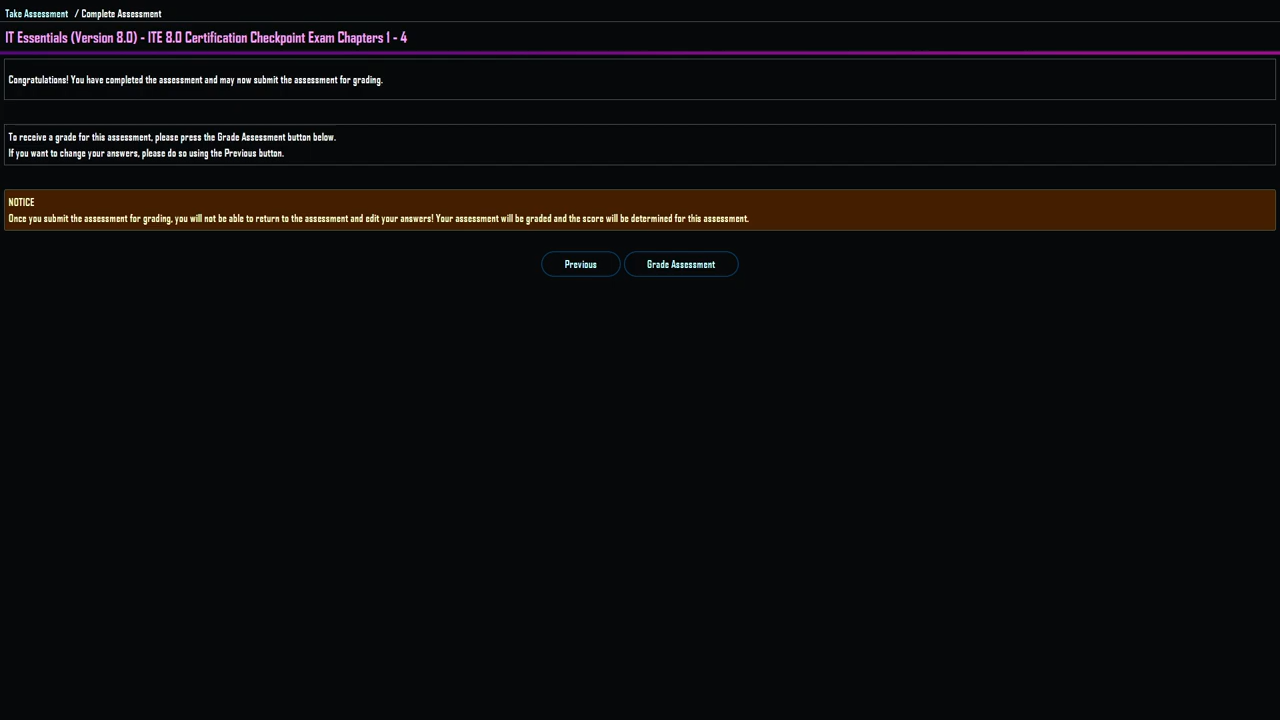 Take Assessment / Complete Assessment
IT Essentials (Version 8.0) - ITE 8.0 Certification Checkpoint Exam Chapters 1 - 4
Congratulations! You have completed the assessment and may now submit the assessment for grading.
To receive a grade for this assessment, please press the Grade Assessment button below.
If you want to change your answers, please do so using the Previous button.
NOTICE
Once you submit the assessment for grading, you will not be able to return to the assessment and edit your answers! Your assessment will be graded and the score will be determined for this assessment.
Previous Grade Assessment